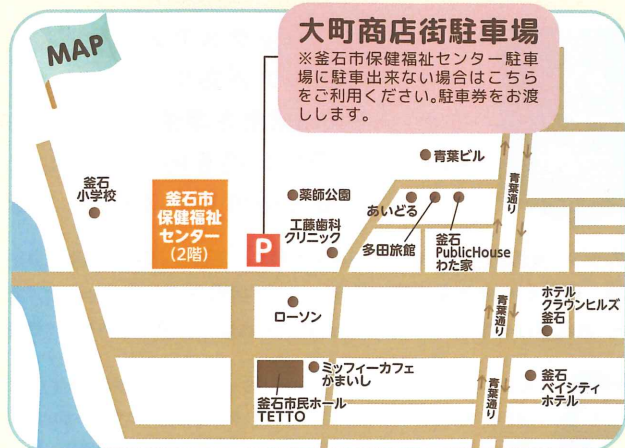 MAP
大町商店街駐車場
※釜石市保健福祉センター駐車
場に駐車出来ない場合はこちら
をご利用ください。駐車券をお渡
しします。
青葉ビル
釜石
小学校
釜石市
保健福祉
センター
(2階)
P
薬師公園
工藤歯科
クリニック
あいどる
多田旅館
釜石
PublicHouse
わた家
青葉通り
ローソン
青葉通り
ホテル
クラウンヒルズ
釜石
ミッフィーカフェ
かまいし
釜石市民ホール
TETTO
青葉通り
釜石
ベイシティ
ホテル